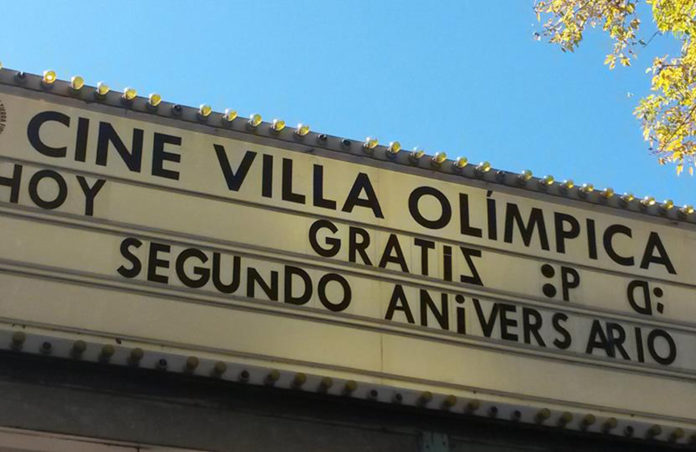 CINE VILLA OLÍMPICA
HOY
GRATIS :P D:
SEGUNDO ANIVERSARIO